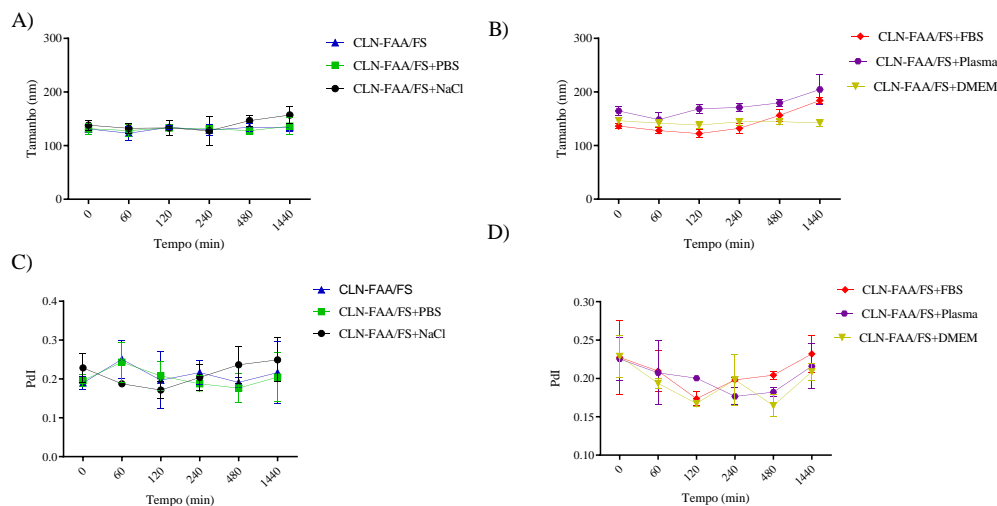 A)
300
200
100
0
Tamanho (nm)
0
60
120
240
480
1440
Tempo (min)
CLN-FAA/FS
CLN-FAA/FS+PBS
CLN-FAA/FS+NaCl
B)
300
200
100
0
Tamanho (nm)
0
60
120
240
480
1440
Tempo (min)
CLN-FAA/FS+FBS
CLN-FAA/FS+Plasma
CLN-FAA/FS+DMEM
C)
0.4
0.3
0.2
0.1
0.0
PdI
0
60
120
240
480
1440
Tempo (min)
CLN-FAA/FS
CLN-FAA/FS+PBS
CLN-FAA/FS+NaCl
D)
0.30
0.25
0.20
0.15
0.10
PdI
0
60
120
240
480
1440
Tempo (min)
CLN-FAA/FS+FBS
CLN-FAA/FS+Plasma
CLN-FAA/FS+DMEM